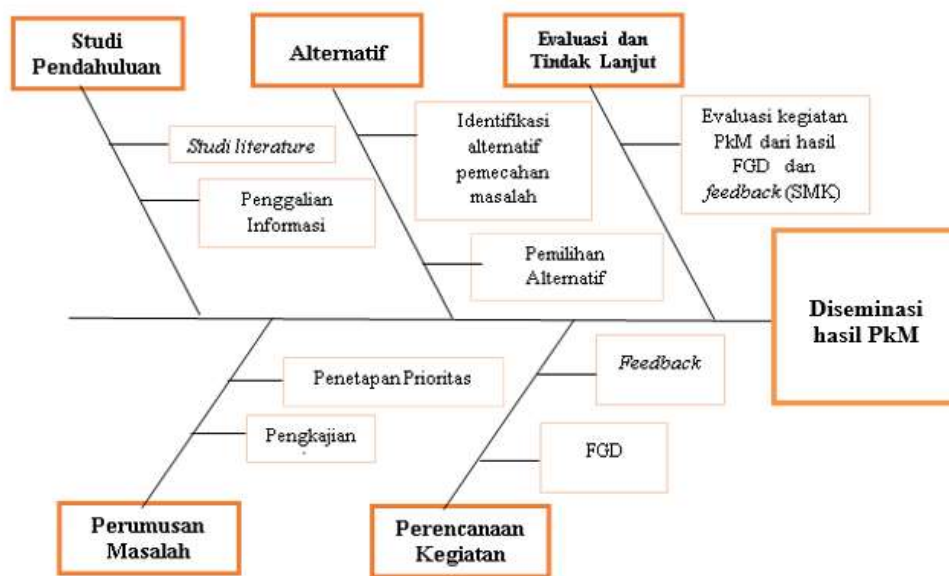 Studi
Pendahuluan
Alternatif
Evaluasi dan
Tindak Lanjut
Studi literature
Penggalian
Informasi
Identifikasi
alternatif
pemecahan
masalah
Pemilihan
Alternatif
Evaluasi kegiatan
PkM dari hasil
FGD dan
feedback (SMK)
Diseminasi
hasil PkM
Penetapan Prioritas
Pengkajian
Feedback
FGD
Perumusan
Masalah
Perencanaan
Kegiatan